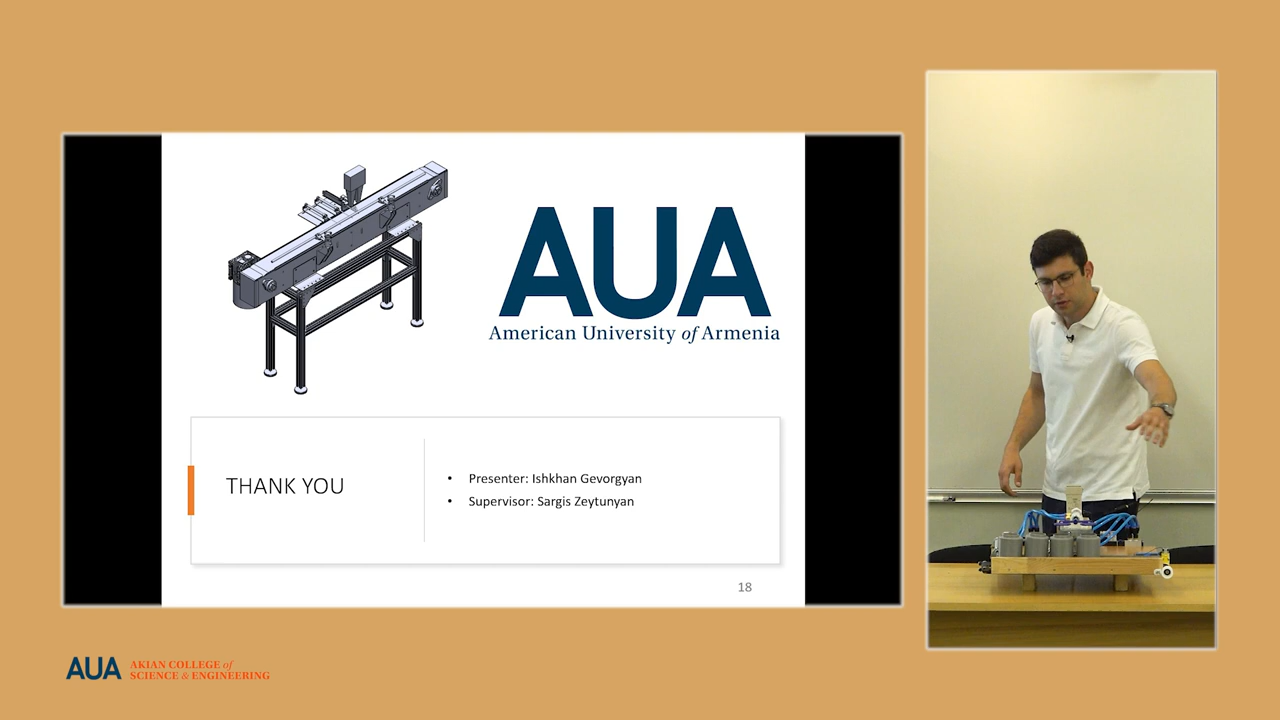 AUA
American University of Armenia
THANK YOU
• Presenter: Ishkhan Gevorgyan
• Supervisor: Sargis Zeytunyan
18
AUA
AKIAN COLLEGE of
SCIENCE & ENGINEERING